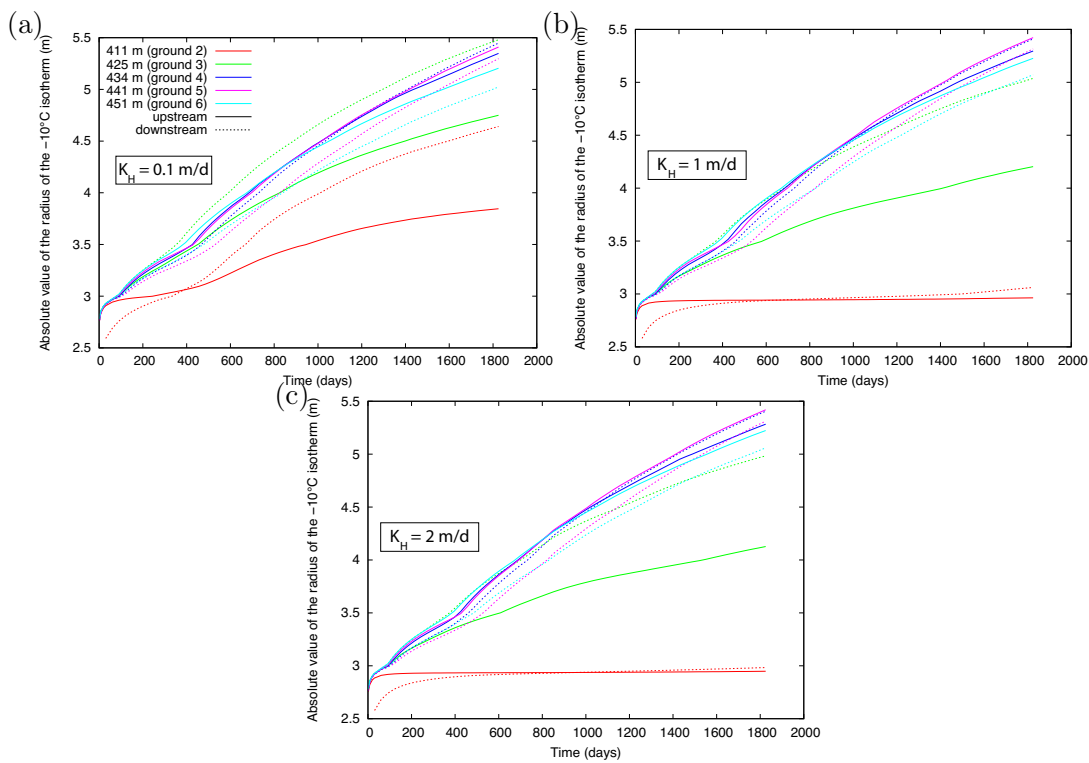 (a)
Absolute value of the radius of the −10°C isotherm (m)
5.5
5
4.5
4
3.5
3
2.5
411 m (ground 2)
425 m (ground 3)
434 m (ground 4)
441 m (ground 5)
451 m (ground 6)
upstream
downstream
K_H = 0.1 m/d
0 200 400 600 800 1000 1200 1400 1600 1800 2000
Time (days)
(b)
Absolute value of the radius of the −10°C isotherm (m)
5.5
5
4.5
4
3.5
3
2.5
K_H = 1 m/d
0 200 400 600 800 1000 1200 1400 1600 1800 2000
Time (days)
(c)
Absolute value of the radius of the −10°C isotherm (m)
5.5
5
4.5
4
3.5
3
2.5
K_H = 2 m/d
0 200 400 600 800 1000 1200 1400 1600 1800 2000
Time (days)